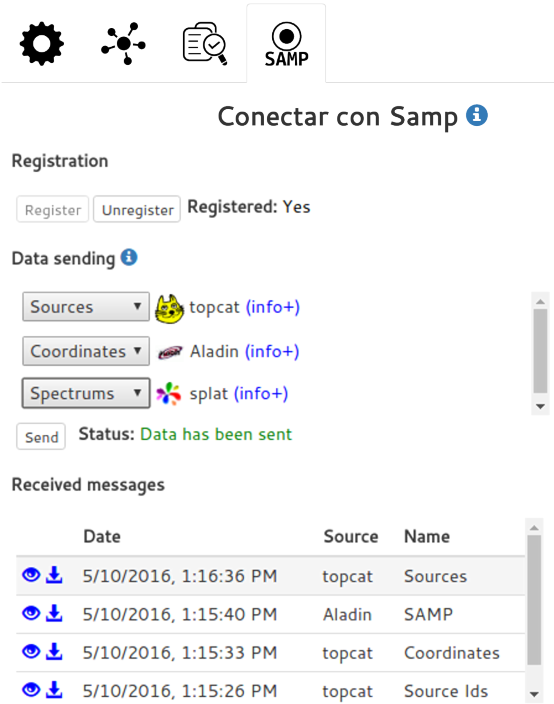 SAMP
Conectar con Samp
Registration
Register Unregister Registered: Yes
Data sending
Sources topcat (info+)
Coordinates Aladin (info+)
Spectrums splat (info+)
Send Status: Data has been sent
Received messages
Date Source Name
5/10/2016, 1:16:36 PM topcat Sources
5/10/2016, 1:15:40 PM Aladin SAMP
5/10/2016, 1:15:33 PM topcat Coordinates
5/10/2016, 1:15:26 PM topcat Source Ids